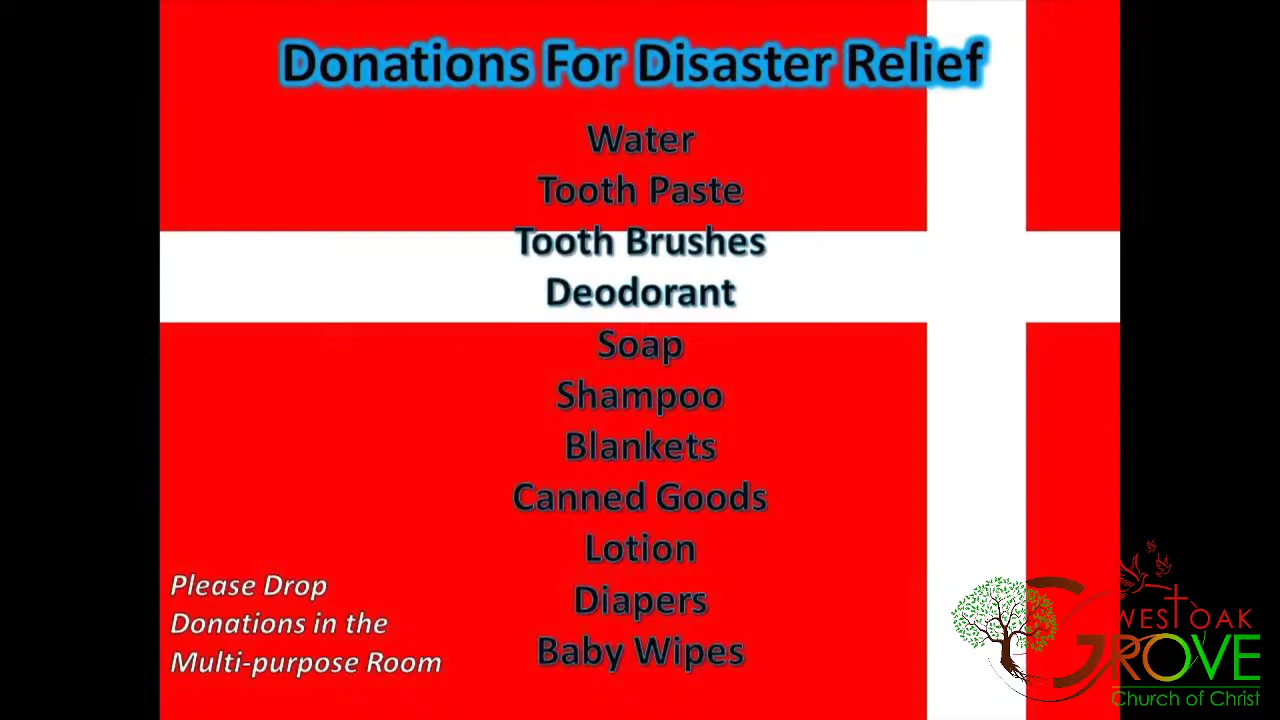 Donations For Disaster Relief
Water
Tooth Paste
Tooth Brushes
Deodorant
Soap
Shampoo
Blankets
Canned Goods
Lotion
Diapers
Baby Wipes
Please Drop
Donations in the
Multi-purpose Room
WEST OAK
GROVE
Church of Christ